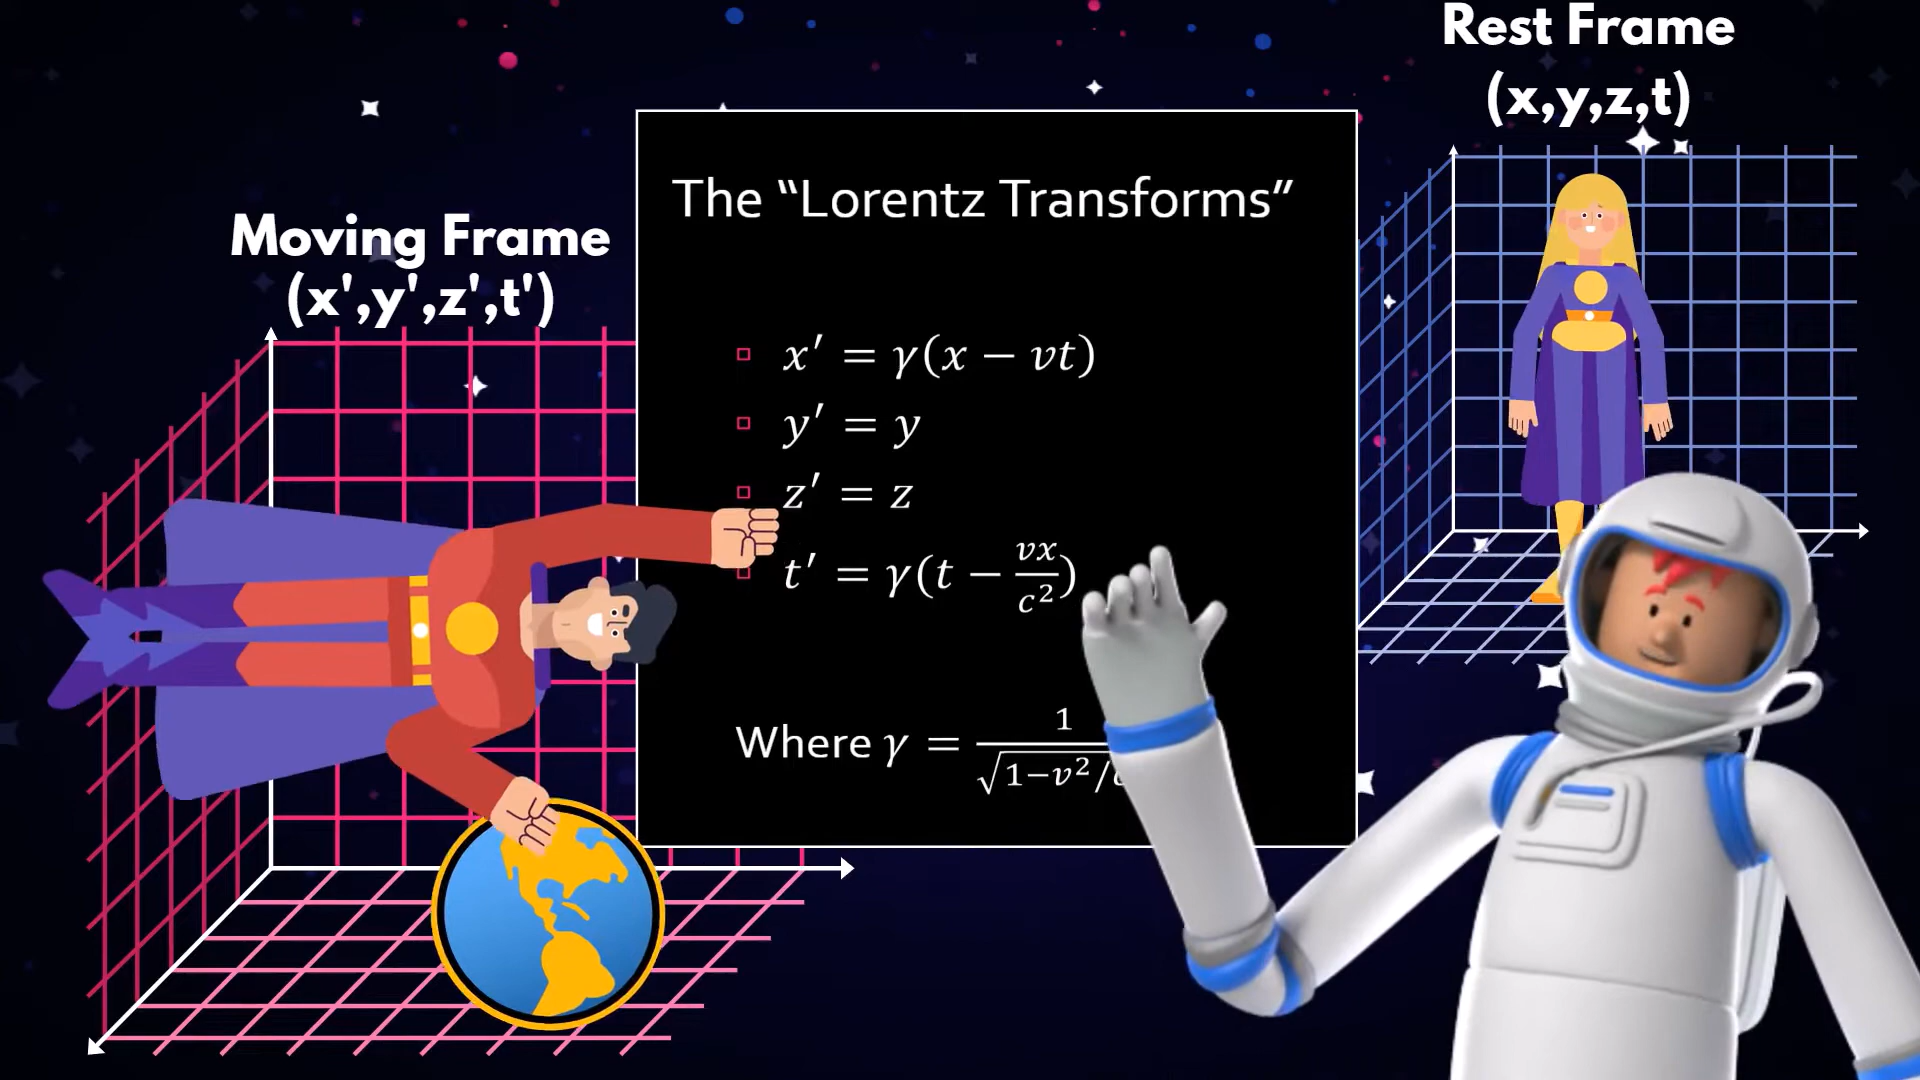 Rest Frame
(x,y,z,t)
Moving Frame
(x',y',z',t')
The “Lorentz Transforms”
x′ = γ(x − vt)
y′ = y
z′ = z
t′ = γ(t − vx/c²)
Where γ = 1/√1−v²/